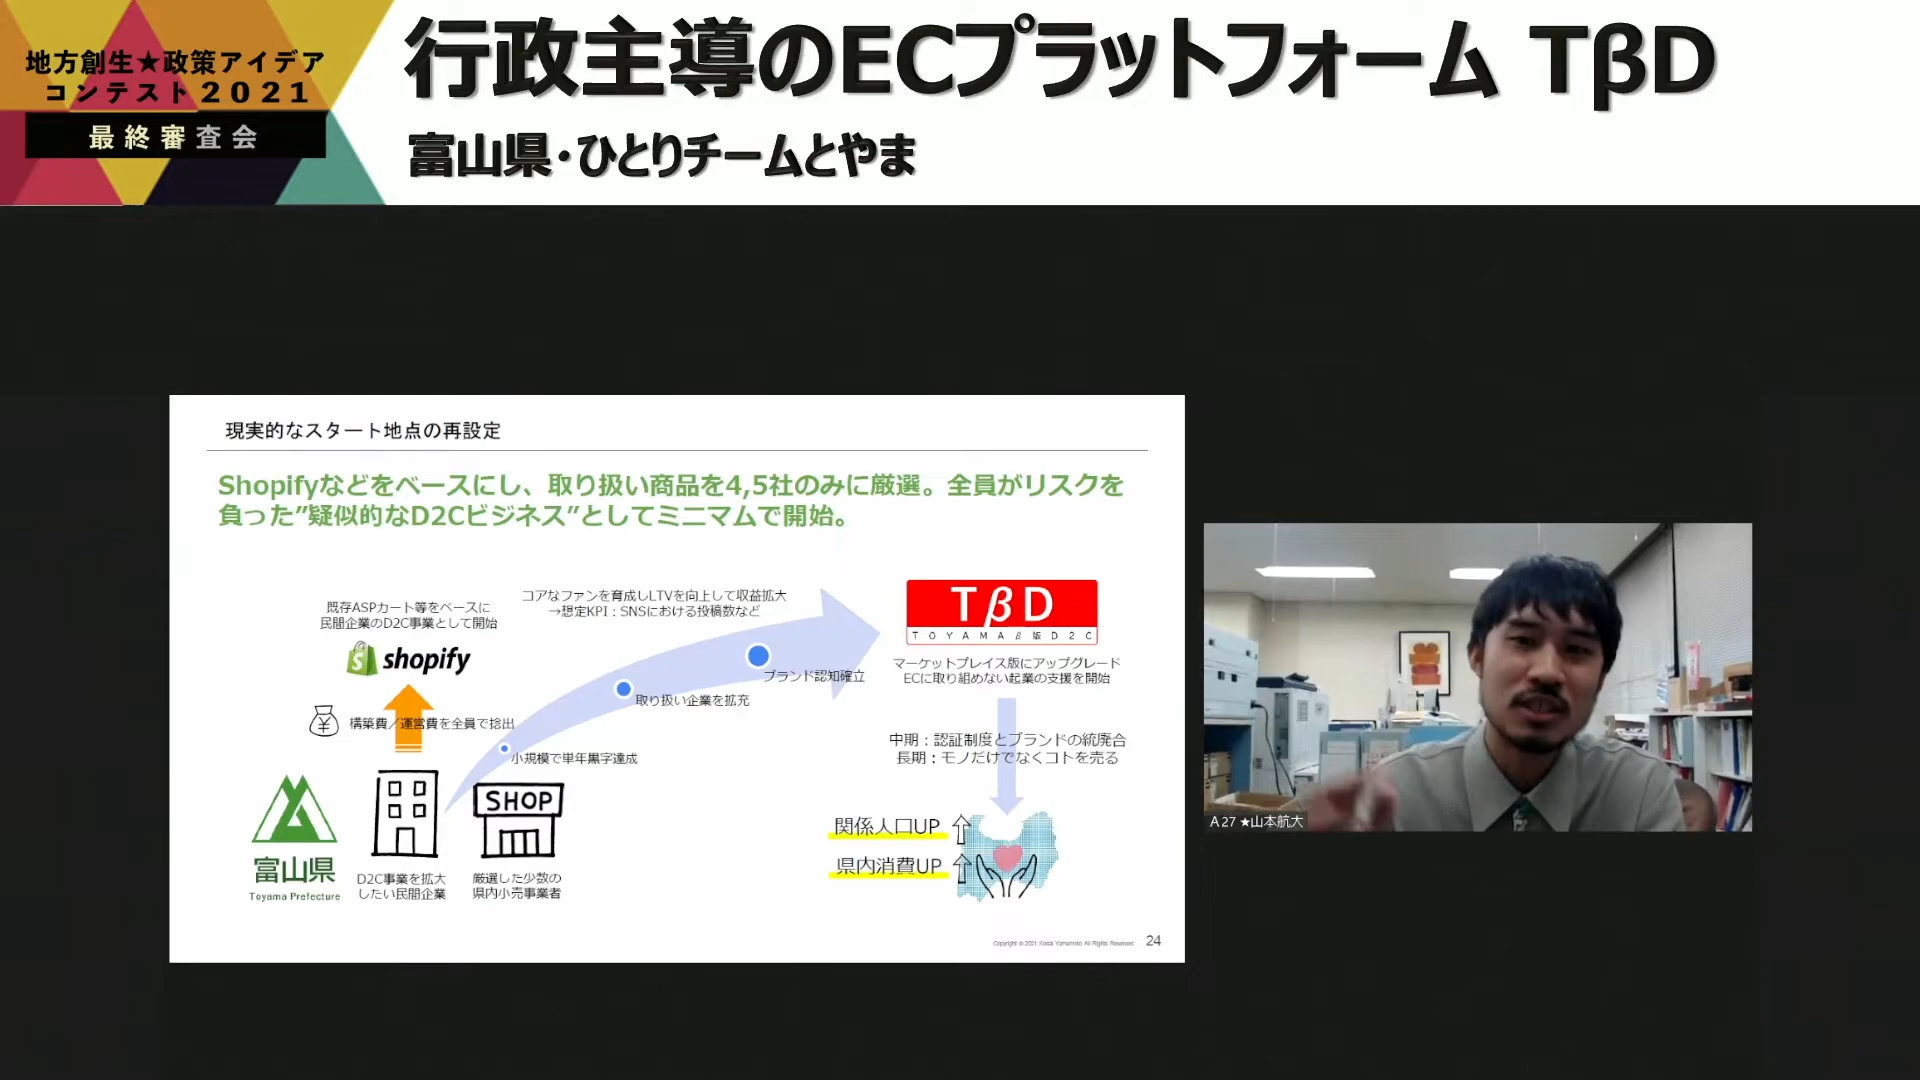 地方創生★政策アイデア
コンテスト2021
最終審査会
行政主導のECプラットフォーム TβD
富山県・ひとりチームとやま
現実的なスタート地点の再設定
Shopifyなどをベースにし、取り扱い商品を4,5社のみに厳選。全員がリスクを
負った”疑似的なD2Cビジネス”としてミニマムで開始。
既存ASPカート等をベースに
民間企業のD2C事業として開始
shopify
構築費／運営費を全員で捻出
富山県
Toyama Prefecture
D2C事業を拡大
したい民間企業
SHOP
厳選した少数の
県内小売事業者
コアなファンを育成しLTVを向上して収益拡大
→想定KPI：SNSにおける投稿数など
小規模で単年黒字達成
取り扱い企業を拡充
ブランド認知確立
TβD
TOYAMAβ版D2C
マーケットプレイス版にアップグレード
ECに取り組めない起業の支援を開始
中期：認証制度とブランドの統廃合
長期：モノだけでなくコトを売る
関係人口UP
県内消費UP
Copyright © 2021 Kodai Yamamoto All Rights Reserved.
24
A 27 ★山本航大